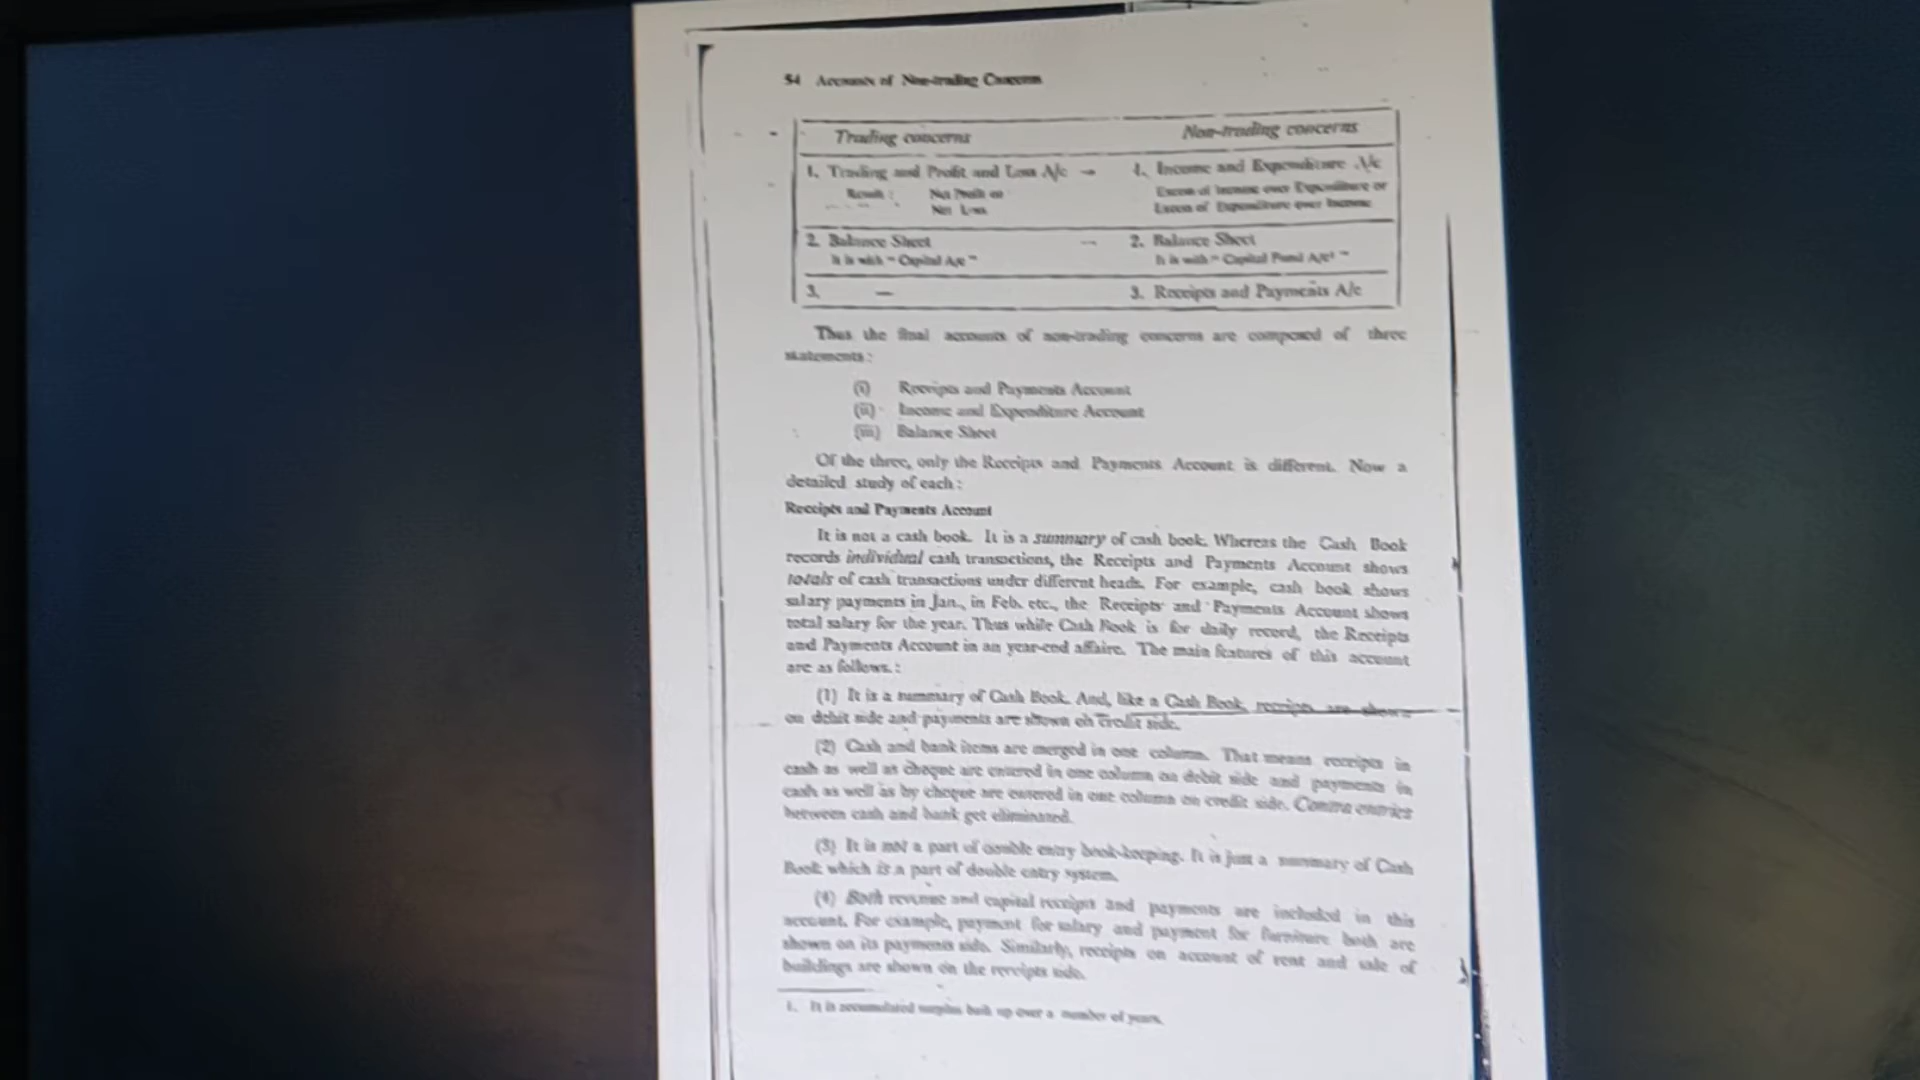 54 Accounts of Non-trading Concerns
Trading concerns Non-trading concerns
1. Trading and Profit and Loss A/c → 1. Income and Expenditure A/c
Result : Net Profit or Excess of Income over Expenditure or
Net Loss Excess of Expenditure over Income
2. Balance Sheet 2. Balance Sheet
It is with " Capital A/c " It is with " Capital Fund A/c¹ "
3. — 3. Receipts and Payments A/c
Thus the final accounts of non-trading concerns are composed of three
statements :
(i) Receipts and Payments Account
(ii) Income and Expenditure Account
(iii) Balance Sheet
Of the three, only the Receipts and Payments Account is different. Now a
detailed study of each :
Receipts and Payments Account
It is not a cash book. It is a summary of cash book. Whereas the Cash Book
records individual cash transactions, the Receipts and Payments Account shows
totals of cash transactions under different heads. For example, cash book shows
salary payments in Jan., in Feb. etc., the Receipts and Payments Account shows
total salary for the year. Thus while Cash Book is for daily record, the Receipts
and Payments Account in an year-end affaire. The main features of this account
are as follows. :
(1) It is a summary of Cash Book. And, like a Cash Book, receipts are shown
on debit side and payments are shown on credit side.
(2) Cash and bank items are merged in one column. That means receipts in
cash as well as cheque are entered in one column on debit side and payments in
cash as well as by cheque are entered in one column on credit side. Contra entries
between cash and bank get eliminated.
(3) It is not a part of double entry book-keeping. It is just a summary of Cash
Book which is a part of double entry system.
(4) Both revenue and capital receipts and payments are included in this
account. For example, payment for salary and payment for furniture both are
shown on its payments side. Similarly, receipts on account of rent and sale of
buildings are shown on the receipts side.
1. It is accumulated surplus built up over a number of years.